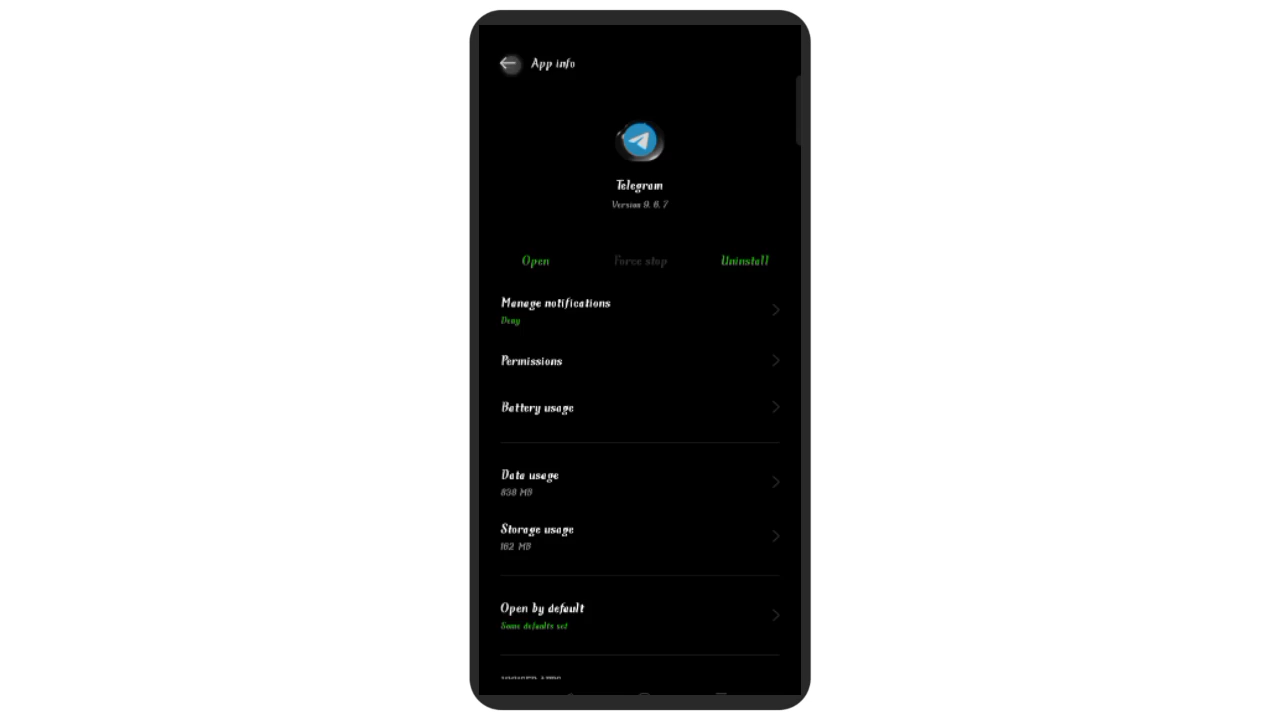 App info
Telegram
Version 9.6.7
Open
Force stop
Uninstall
Manage notifications
Deny
Permissions
Battery usage
Data usage
838 MB
Storage usage
162 MB
Open by default
Some defaults set